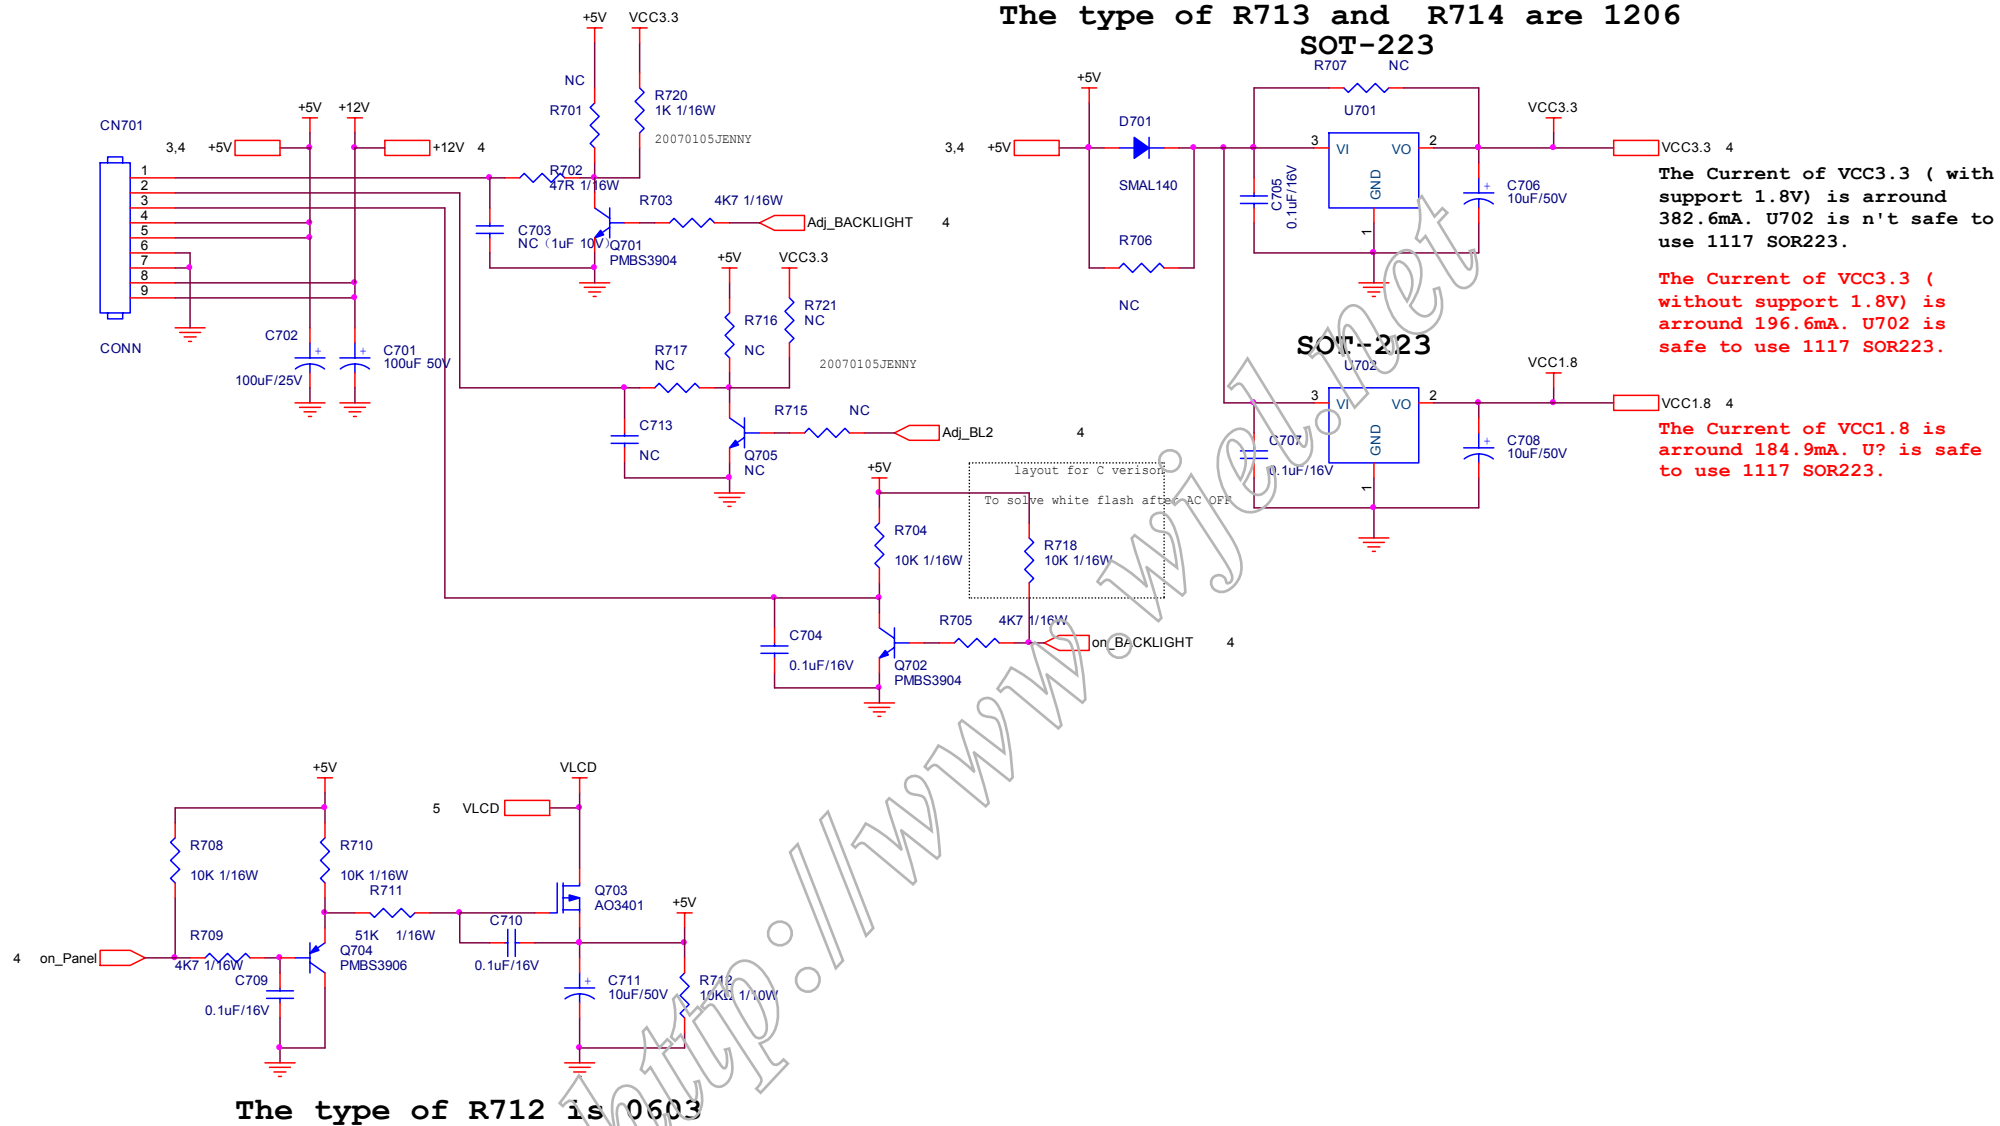 The type of R713 and R714 are 1206
SOT-223
+5V
VCC3.3
NC
R701
R720
1K 1/16W
20070105JENNY
+5V
+12V
CN701
3,4
+5V
+12V
4
1
2
3
4
5
6
7
8
9
CONN
C702
100uF/25V
C701
100uF 50V
R702
47R 1/16W
R703
4K7 1/16W
Adj_BACKLIGHT
4
C703
NC (1uF 10V)
Q701
PMBS3904
+5V
VCC3.3
R716
NC
R721
NC
20070105JENNY
R717
NC
R715
NC
Adj_BL2
4
C713
NC
Q705
NC
+5V
layout for C verison
To solve white flash after AC OFF
R704
10K 1/16W
R718
10K 1/16W
R705
4K7 1/16W
on_BACKLIGHT
4
C704
0.1uF/16V
Q702
PMBS3904
R707
NC
U701
+5V
3,4
+5V
D701
SMAL140
R706
NC
C705
0.1uF/16V
3
VI
VO
2
GND
1
VCC3.3
VCC3.3
4
C706
10uF/50V
The Current of VCC3.3 ( with
support 1.8V) is arround
382.6mA. U702 is n't safe to
use 1117 SOR223.
The Current of VCC3.3 (
without support 1.8V) is
arround 196.6mA. U702 is
safe to use 1117 SOR223.
SOT-223
U702
3
VI
VO
2
GND
1
VCC1.8
VCC1.8
4
C707
0.1uF/16V
C708
10uF/50V
The Current of VCC1.8 is
arround 184.9mA. U? is safe
to use 1117 SOR223.
+5V
R708
10K 1/16W
R710
10K 1/16W
R711
51K 1/16W
4
on_Panel
R709
4K7 1/16W
C709
0.1uF/16V
Q704
PMBS3906
VLCD
5
VLCD
Q703
AO3401
C710
0.1uF/16V
+5V
C711
10uF/50V
R712
10KΩ 1/10W
The type of R712 is 0603
http://www.wjel.net